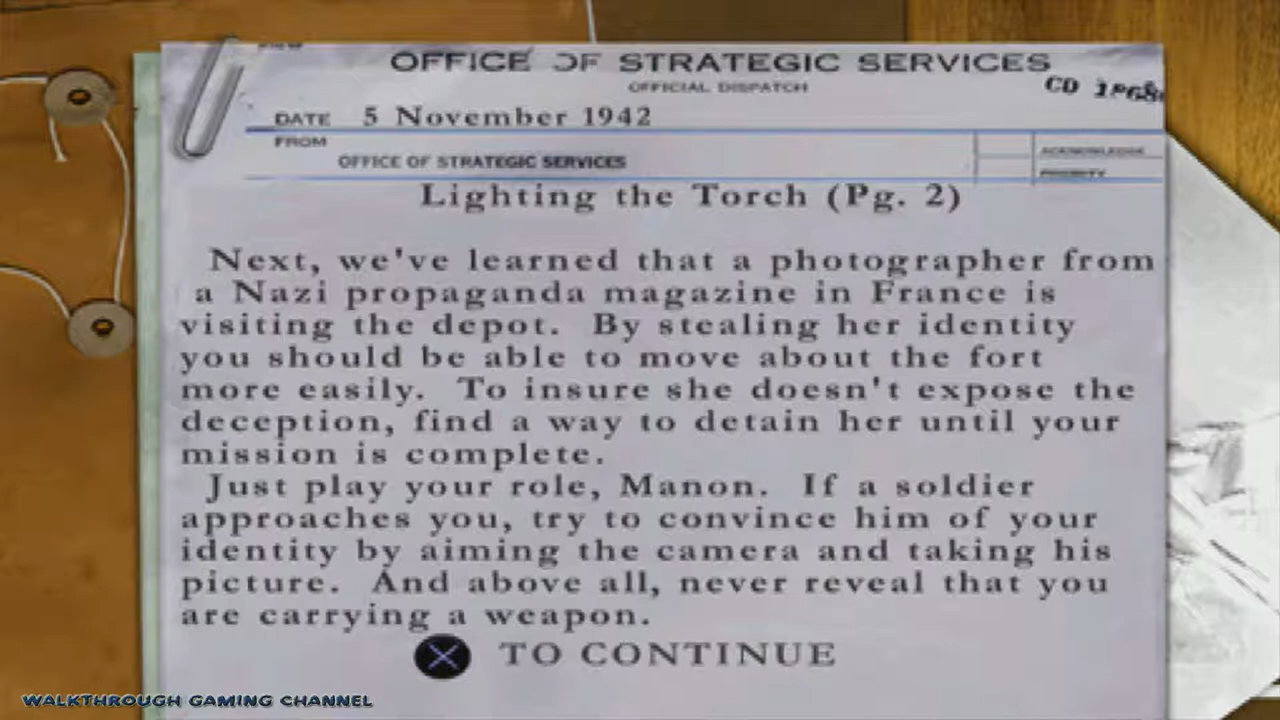 OFFICE OF STRATEGIC SERVICES
OFFICIAL DISPATCH
CD
DATE 5 November 1942
FROM
OFFICE OF STRATEGIC SERVICES
ACKNOWLEDGE
PRIORITY
Lighting the Torch (Pg. 2)
Next, we've learned that a photographer from
a Nazi propaganda magazine in France is
visiting the depot. By stealing her identity
you should be able to move about the fort
more easily. To insure she doesn't expose the
deception, find a way to detain her until your
mission is complete.
Just play your role, Manon. If a soldier
approaches you, try to convince him of your
identity by aiming the camera and taking his
picture. And above all, never reveal that you
are carrying a weapon.
TO CONTINUE
WALKTHROUGH GAMING CHANNEL